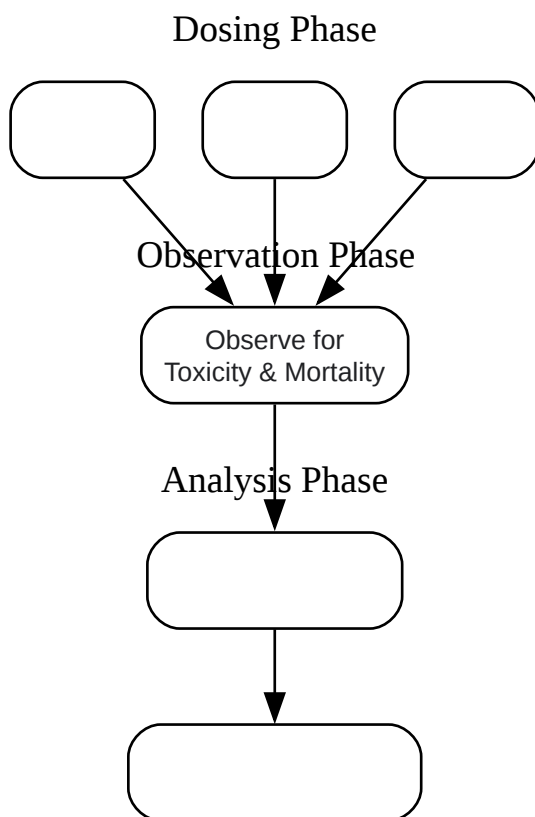 Dosing Phase
Observation Phase
Observe for
Toxicity & Mortality
Analysis Phase